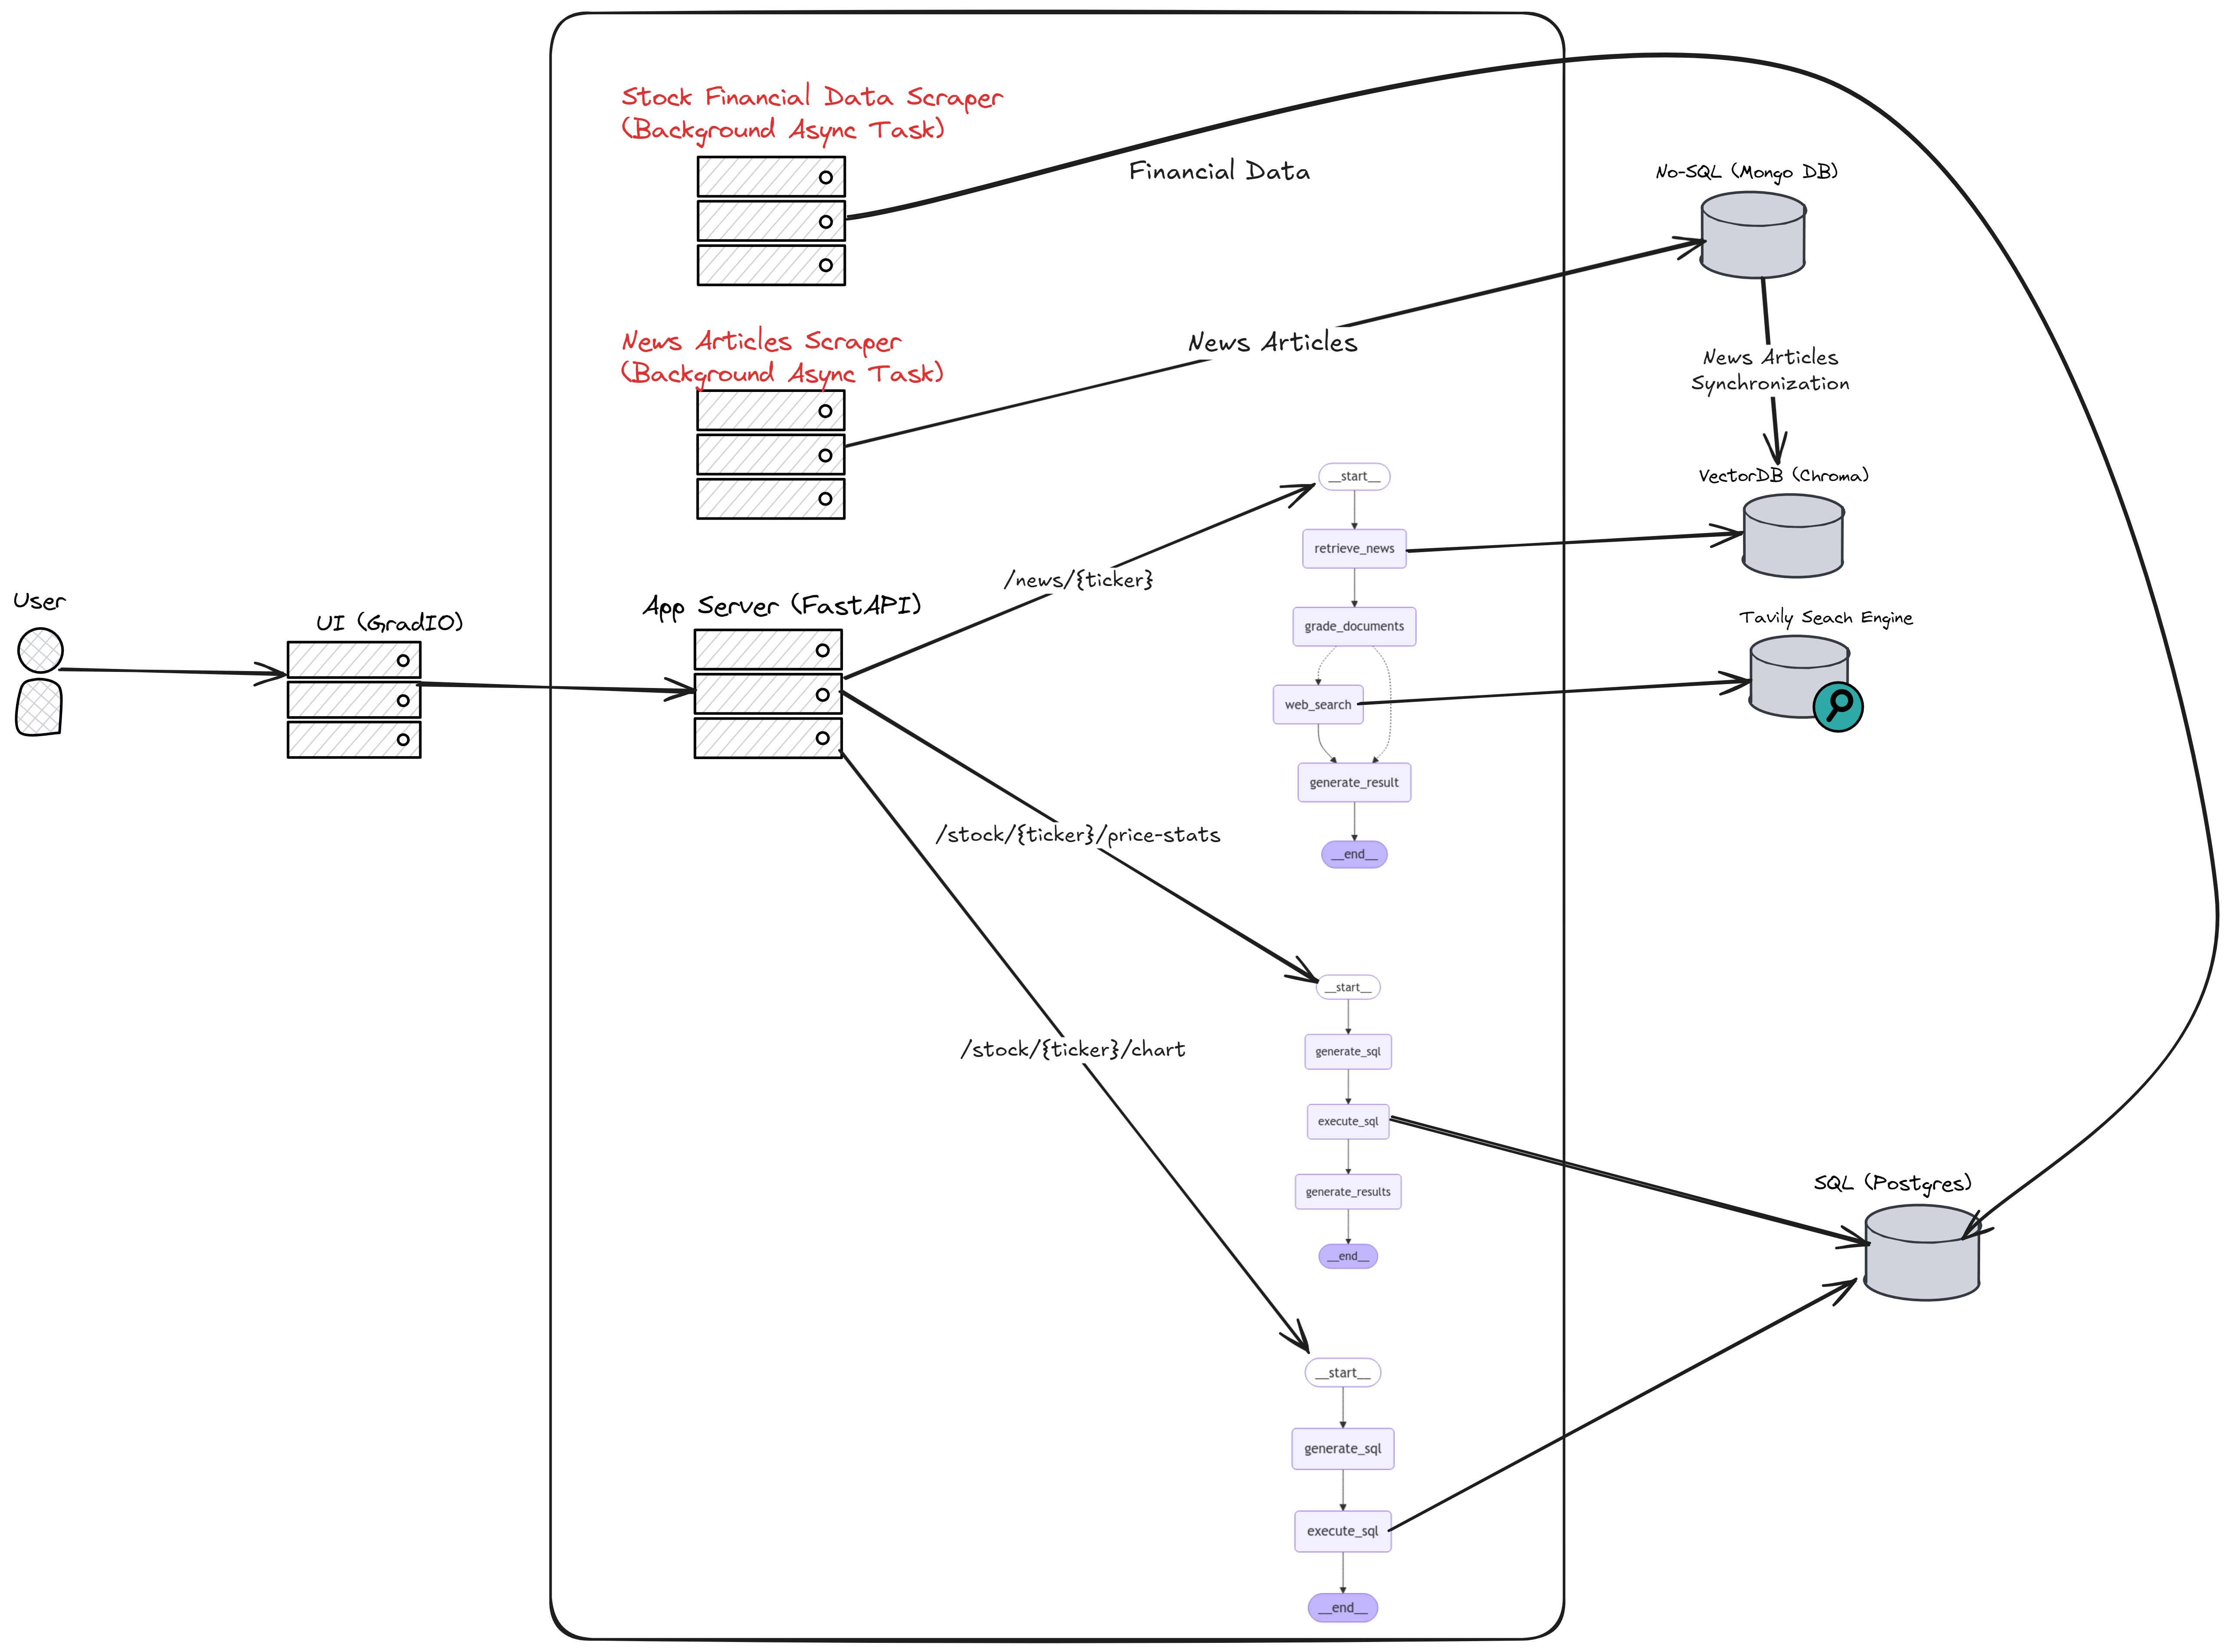 Stock Financial Data Scraper
(Background Async Task)
Financial Data
No-SQL (Mongo DB)
News Articles Scraper
(Background Async Task)
News Articles
News Articles
Synchronization
VectorDB (Chroma)
__start__
retrieve_news
grade_documents
web_search
generate_result
__end__
/news/{ticker}
Tavily Seach Engine
User
UI (GradIO)
App Server (FastAPI)
/stock/{ticker}/price-stats
__start__
generate_sql
execute_sql
generate_results
__end__
/stock/{ticker}/chart
SQL (Postgres)
__start__
generate_sql
execute_sql
__end__